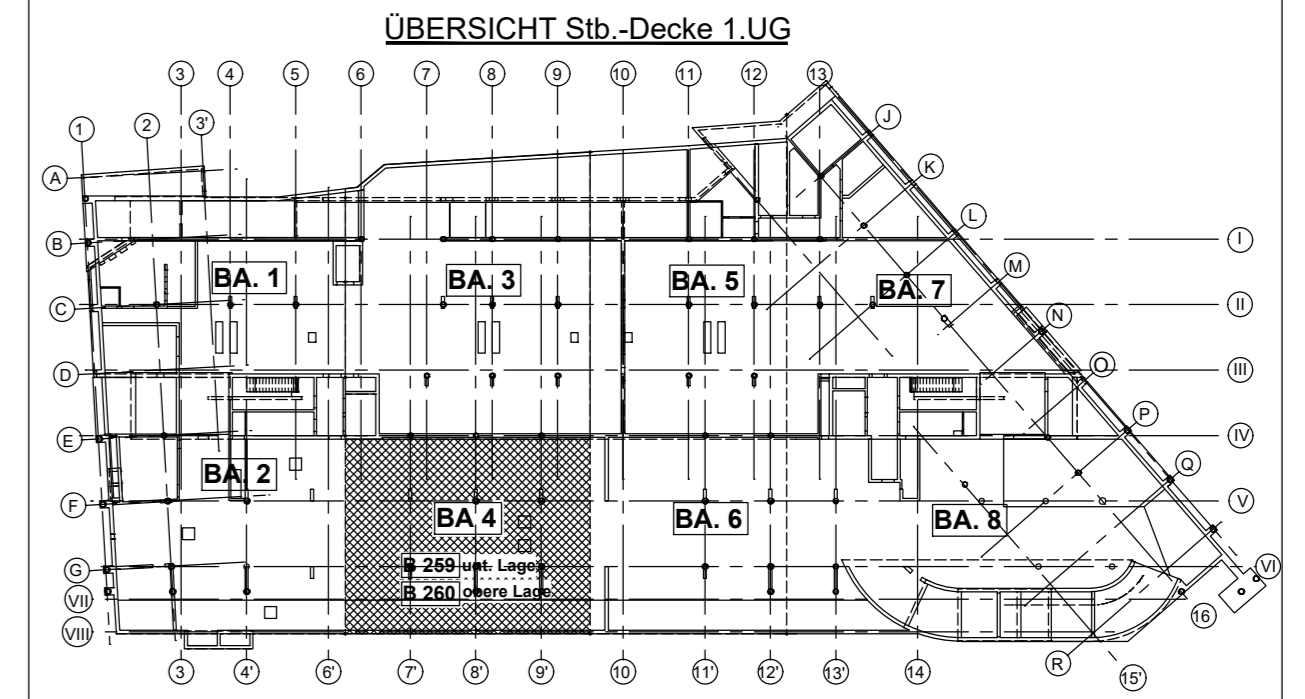 ÜBERSICHT Stb.-Decke 1.UG
3 4 5 6 7 8 9 10 11 12 13
1 2 3'
J
A
K
L
B
I
M
BA. 1 BA. 3 BA. 5 BA. 7
C
II
N
D
O
III
P
E
IV
Q
BA. 2
F
V
BA. 4 BA. 6 BA. 8
B 259 unt. Lage
G
VI
B 260 obere Lage
VII
16
VIII
R
3 4' 6' 7' 8' 9' 10 11' 12' 13' 14 15'